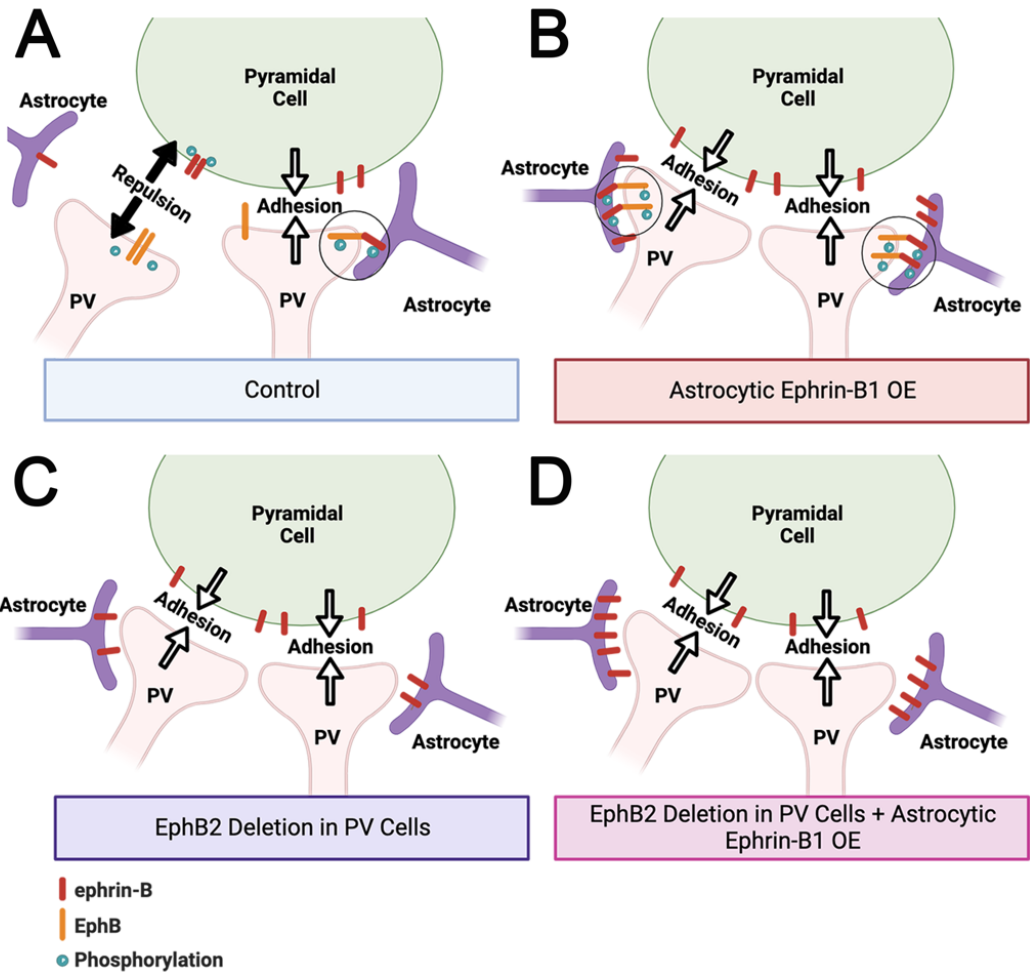 A
Astrocyte
Pyramidal
Cell
Repulsion
Adhesion
PV
PV
Astrocyte
Control
B
Astrocyte
Pyramidal
Cell
Adhesion
Adhesion
PV
PV
Astrocyte
Astrocytic Ephrin-B1 OE
C
Astrocyte
Pyramidal
Cell
Adhesion
Adhesion
PV
PV
Astrocyte
EphB2 Deletion in PV Cells
D
Astrocyte
Pyramidal
Cell
Adhesion
Adhesion
PV
PV
Astrocyte
EphB2 Deletion in PV Cells + Astrocytic
Ephrin-B1 OE
ephrin-B
EphB
Phosphorylation